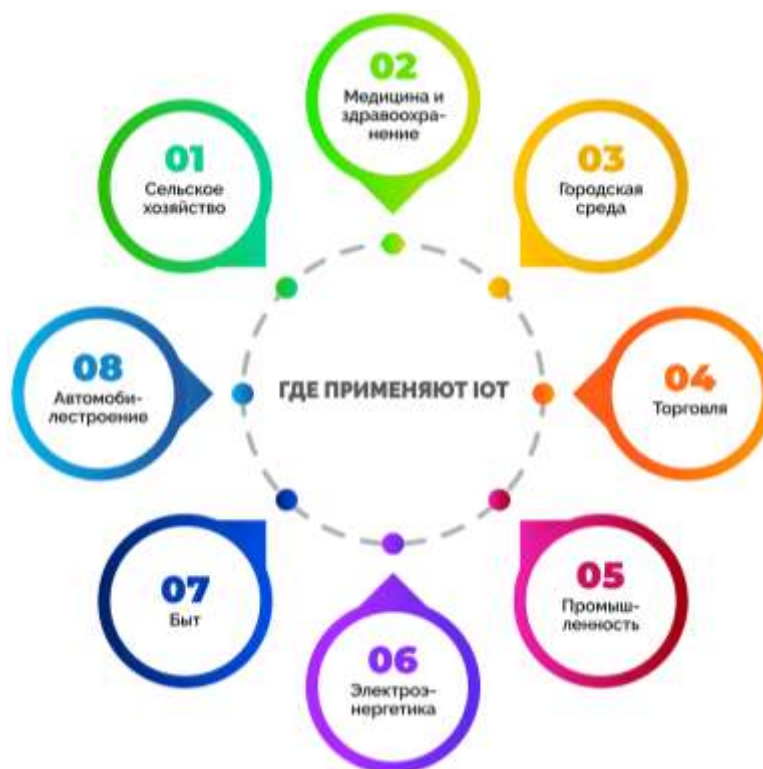 02
Медицина и
здравоохра-
нение
01
Сельское
хозяйство
03
Городская
среда
08
Автомоби-
лестроение
ГДЕ ПРИМЕНЯЮТ IOT
04
Торговля
07
Быт
05
Промыш-
ленность
06
Электроэ-
нергетика